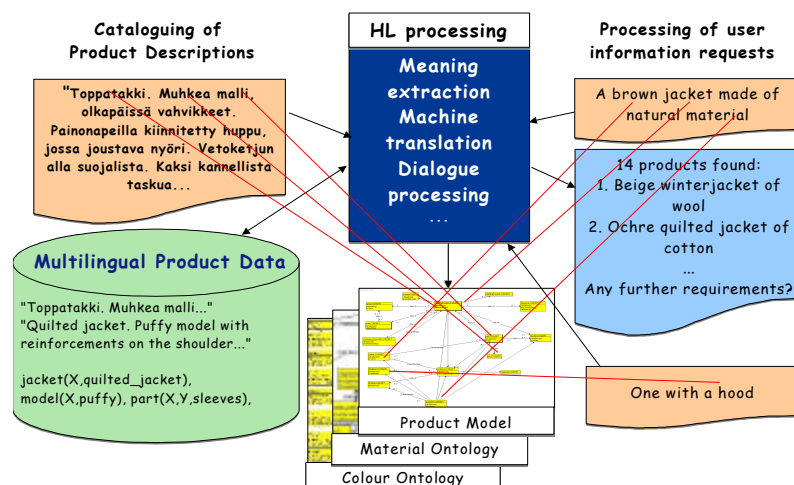 Cataloguing of
Product Descriptions
"Toppatakki. Muhkea malli,
olkapäissä vahvikkeet.
Painonapeilla kiinnitetty huppu,
jossa joustava nyöri. Vetoketjun
alla suojalista. Kaksi kannellista
taskua...
HL processing
Meaning
extraction
Machine
translation
Dialogue
processing
...
Processing of user
information requests
A brown jacket made of
natural material
14 products found:
1. Beige winterjacket of
wool
2. Ochre quilted jacket of
cotton
...
Any further requirements?
Multilingual Product Data
"Toppatakki. Muhkea malli..."
"Quilted jacket. Puffy model with
reinforcements on the shoulder..."
jacket(X,quilted_jacket),
model(X,puffy), part(X,Y,sleeves),
One with a hood
Product Model
Material Ontology
Colour Ontology